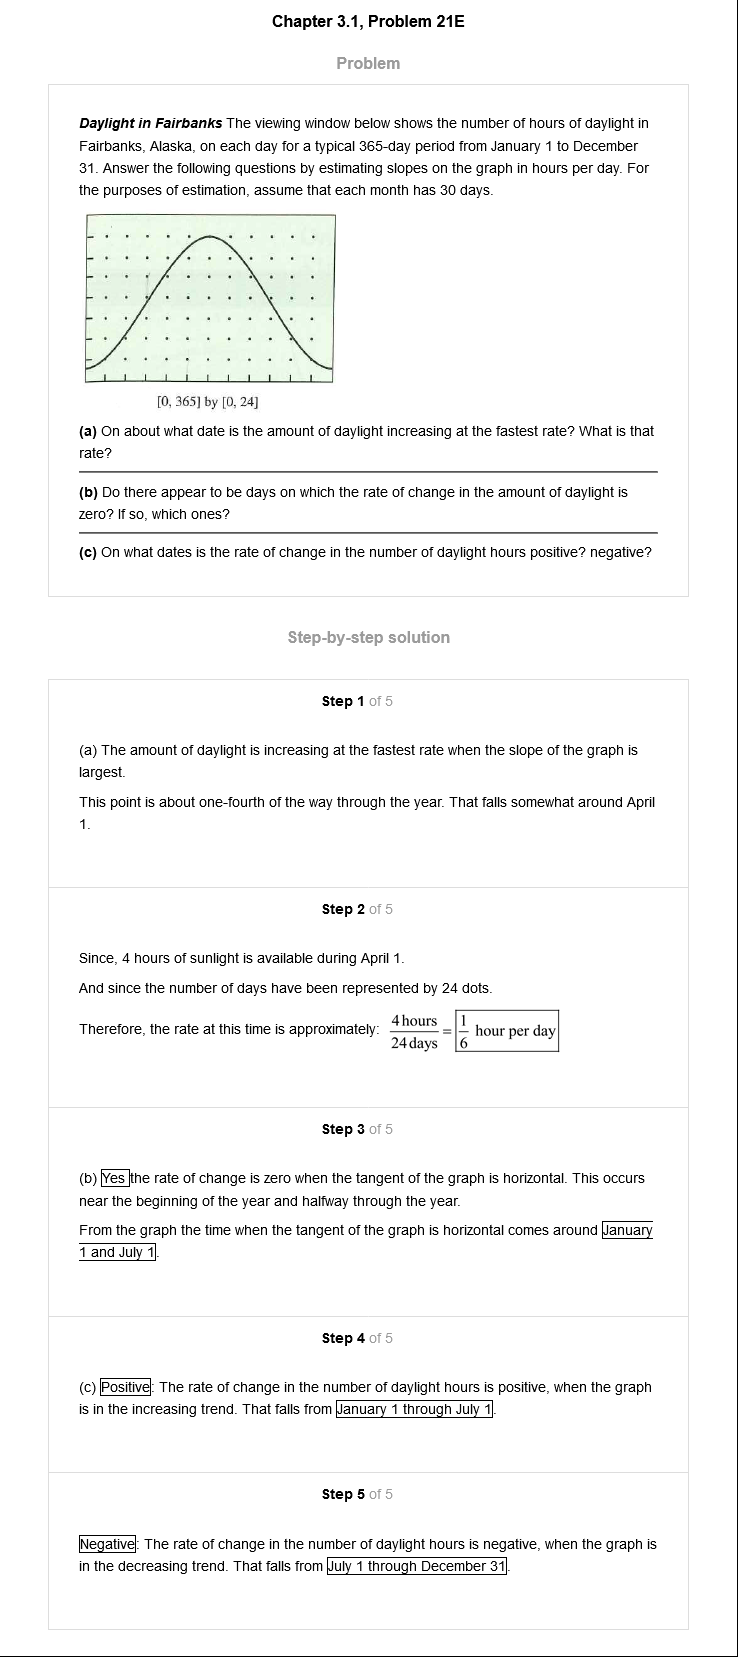 Chapter 3.1, Problem 21E
Problem
Daylight in Fairbanks The viewing window below shows the number of hours of daylight in
Fairbanks, Alaska, on each day for a typical 365-day period from January 1 to December
31. Answer the following questions by estimating slopes on the graph in hours per day. For
the purposes of estimation, assume that each month has 30 days.
[0, 365] by [0, 24]
(a) On about what date is the amount of daylight increasing at the fastest rate? What is that
rate?
(b) Do there appear to be days on which the rate of change in the amount of daylight is
zero? If so, which ones?
(c) On what dates is the rate of change in the number of daylight hours positive? negative?
Step-by-step solution
Step 1 of 5
(a) The amount of daylight is increasing at the fastest rate when the slope of the graph is
largest.
This point is about one-fourth of the way through the year. That falls somewhat around April
1.
Step 2 of 5
Since, 4 hours of sunlight is available during April 1.
And since the number of days have been represented by 24 dots.
Therefore, the rate at this time is approximately: 4 hours / 24 days = 1/6 hour per day
Step 3 of 5
(b) Yes the rate of change is zero when the tangent of the graph is horizontal. This occurs
near the beginning of the year and halfway through the year.
From the graph the time when the tangent of the graph is horizontal comes around January
1 and July 1.
Step 4 of 5
(c) Positive: The rate of change in the number of daylight hours is positive, when the graph
is in the increasing trend. That falls from January 1 through July 1.
Step 5 of 5
Negative: The rate of change in the number of daylight hours is negative, when the graph is
in the decreasing trend. That falls from July 1 through December 31.